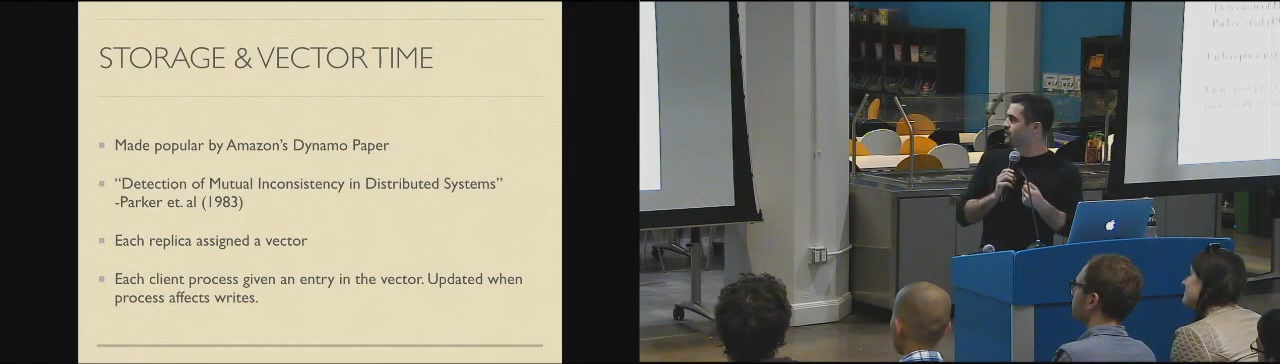 STORAGE & VECTOR TIME
Made popular by Amazon's Dynamo Paper
“Detection of Mutual Inconsistency in Distributed Systems”
-Parker et. al (1983)
Each replica assigned a vector
Each client process given an entry in the vector. Updated when
process affects writes.